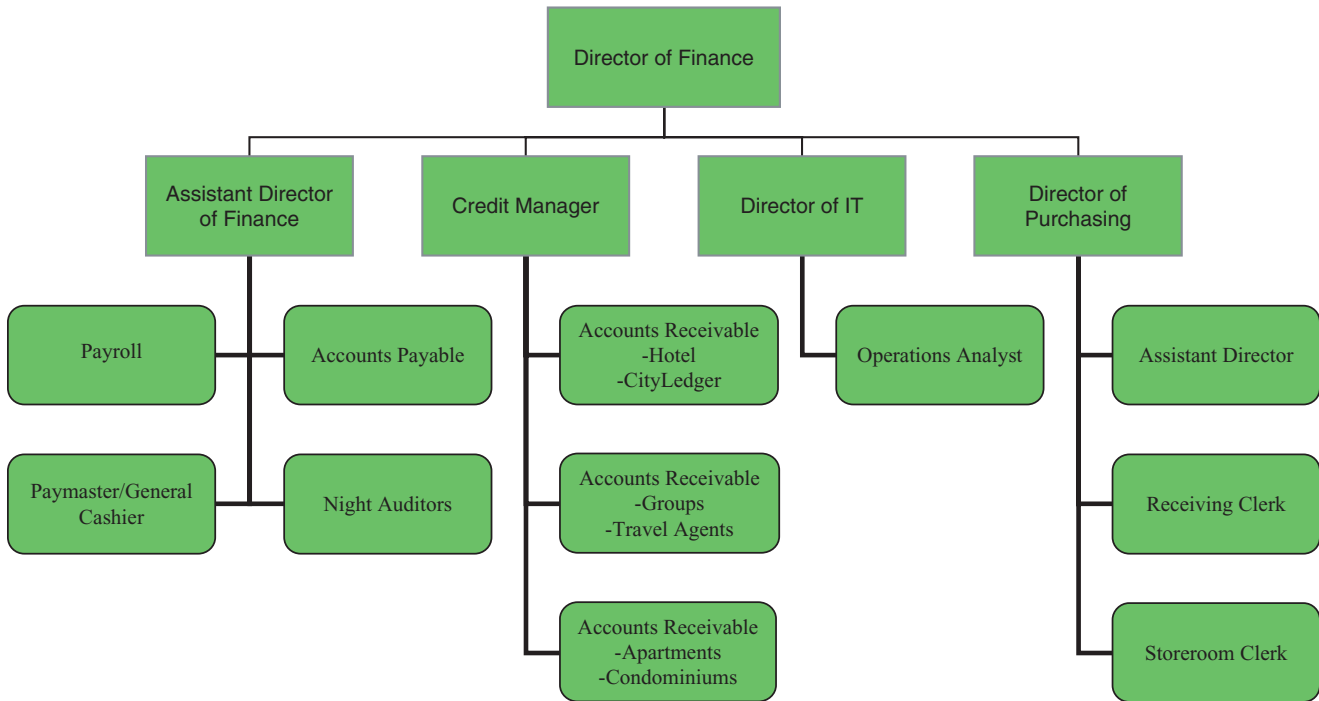 Director of Finance
Assistant Director
of Finance
Credit Manager
Director of IT
Director of
Purchasing
Payroll
Accounts Payable
Accounts Receivable
-Hotel
-CityLedger
Operations Analyst
Assistant Director
Paymaster/General
Cashier
Night Auditors
Accounts Receivable
-Groups
-Travel Agents
Receiving Clerk
Accounts Receivable
-Apartments
-Condominiums
Storeroom Clerk